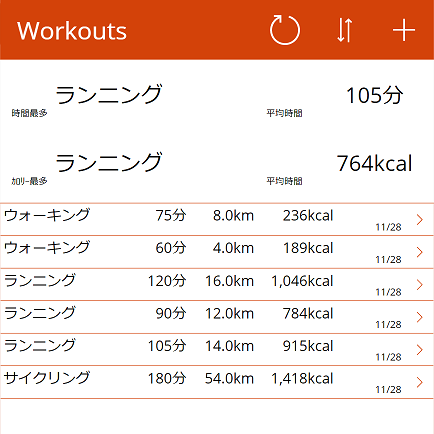 Workouts
ランニング 105分
時間最多 平均時間
ランニング 764kcal
カロリー最多 平均時間
ウォーキング 75分 8.0km 236kcal 11/28
ウォーキング 60分 4.0km 189kcal 11/28
ランニング 120分 16.0km 1,046kcal 11/28
ランニング 90分 12.0km 784kcal 11/28
ランニング 105分 14.0km 915kcal 11/28
サイクリング 180分 54.0km 1,418kcal 11/28